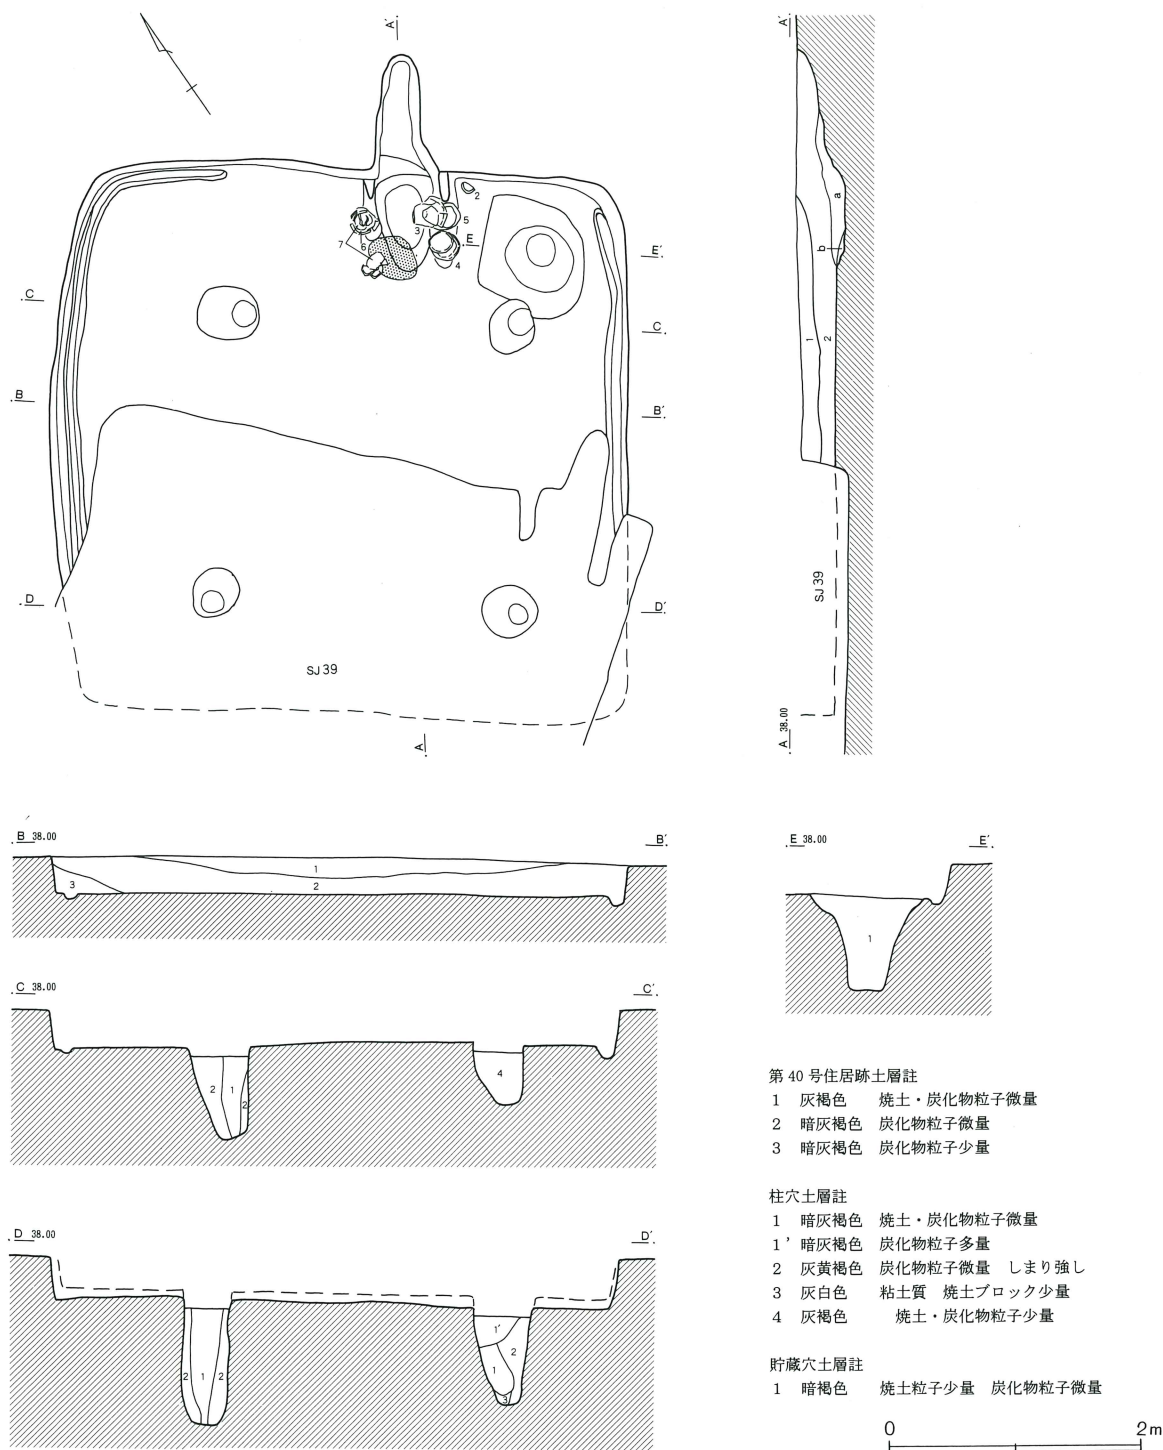 A'
A'
2
3
5
E
E'
7
6
4
a
b
C
C
1
2
B
B'
D
D'
SJ 39
SJ 39
A
A 38.00
B 38.00
B'
1
2
3
E 38.00
E'
1
C 38.00
C'
2
1
2
4
D 38.00
D'
2
1
2
1'
2
1
3
第40号住居跡土層註
1 灰褐色 焼土・炭化物粒子微量
2 暗灰褐色 炭化物粒子微量
3 暗灰褐色 炭化物粒子少量
柱穴土層註
1 暗灰褐色 焼土・炭化物粒子微量
1' 暗灰褐色 炭化物粒子多量
2 灰黄褐色 炭化物粒子微量 しまり強し
3 灰白色 粘土質 焼土ブロック少量
4 灰褐色 焼土・炭化物粒子少量
貯蔵穴土層註
1 暗褐色 焼土粒子少量 炭化物粒子微量
0 2m